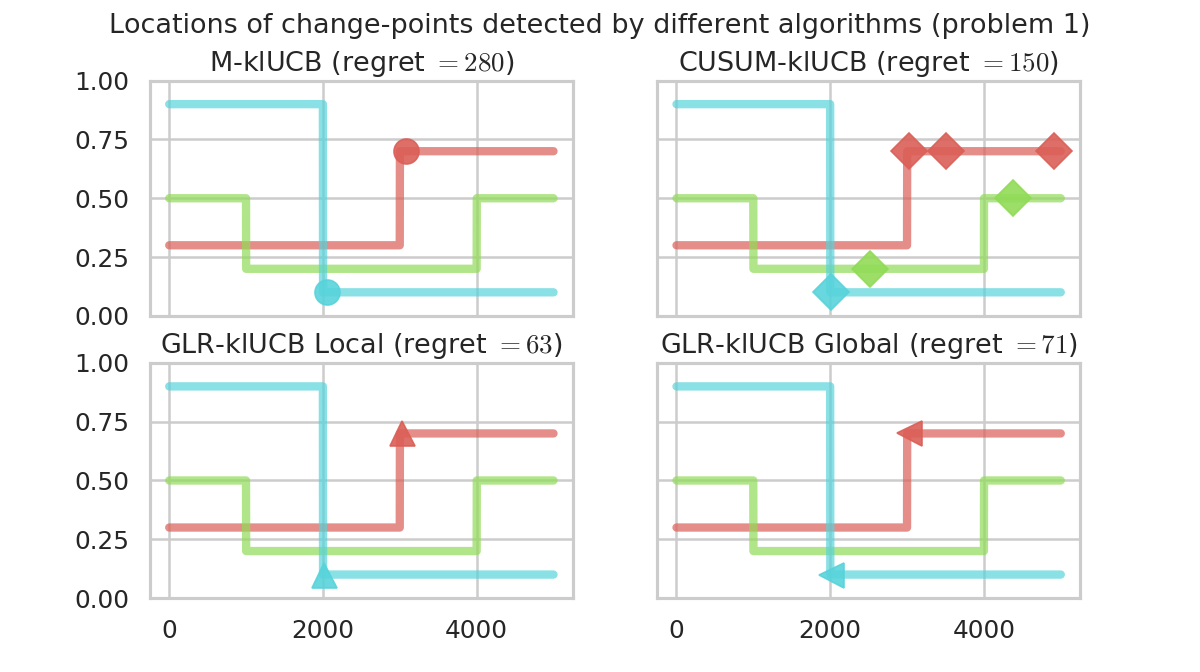 Locations of change-points detected by different algorithms (problem 1)
M-klUCB (regret = 280)
CUSUM-klUCB (regret = 150)
1.00
0.75
0.50
0.25
0.00
GLR-klUCB Local (regret = 63)
GLR-klUCB Global (regret = 71)
1.00
0.75
0.50
0.25
0.00
0 2000 4000
0 2000 4000